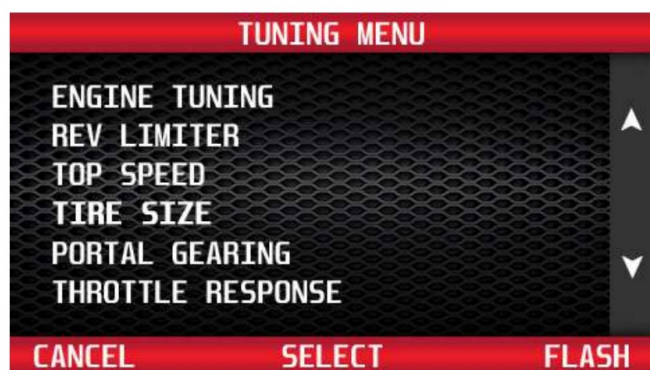 TUNING MENU
ENGINE TUNING
REV LIMITER
TOP SPEED
TIRE SIZE
PORTAL GEARING
THROTTLE RESPONSE
CANCEL SELECT FLASH